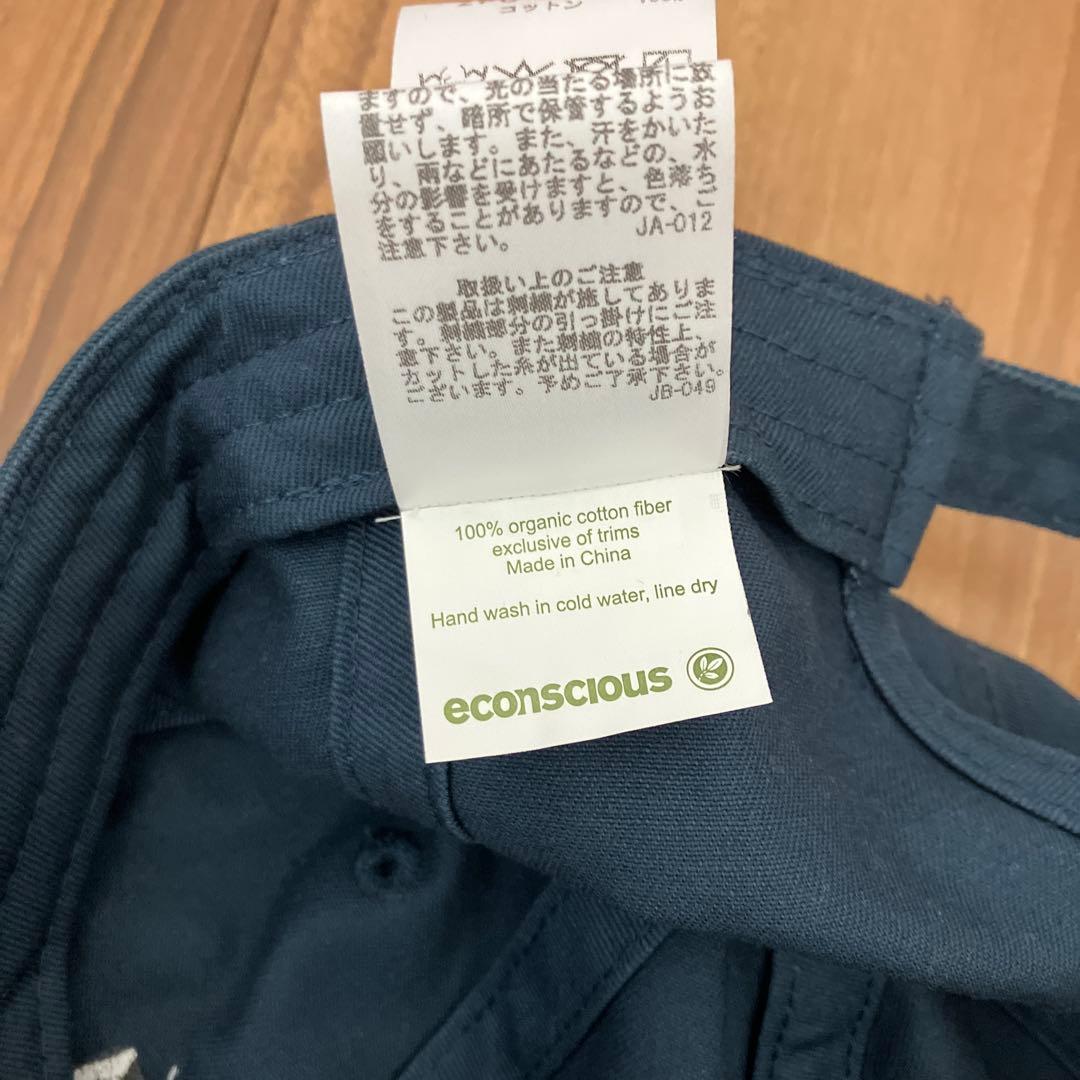 コットン
ますので、光の当たる場所に放
置せず、暗所で保管するようお
願いします。また、汗をかいた
り、雨などにあたるなどの水
分の影響を受けますと、色落ち
をすることがありますので、ご
注意下さい。
JA-012
取扱い上のご注意
この製品は刺繍が施してありま
す。刺繍部分の引っ掛けにご注
意下さい。また刺繍の特性上、
カットした糸が出ている場合が
ございます。予めご了承下さい。
JB-049
100% organic cotton fiber
exclusive of trims
Made in China
Hand wash in cold water, line dry
econscious